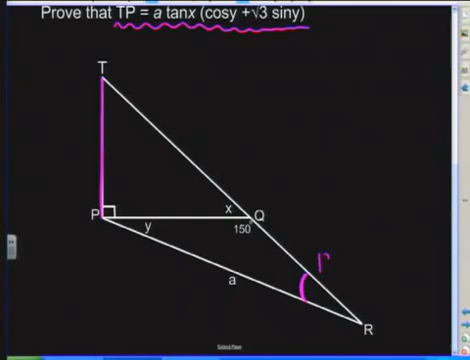 Prove that TP = a tanx (cosy +√3 siny)
T
x
P
Q
y
150
r
a
R